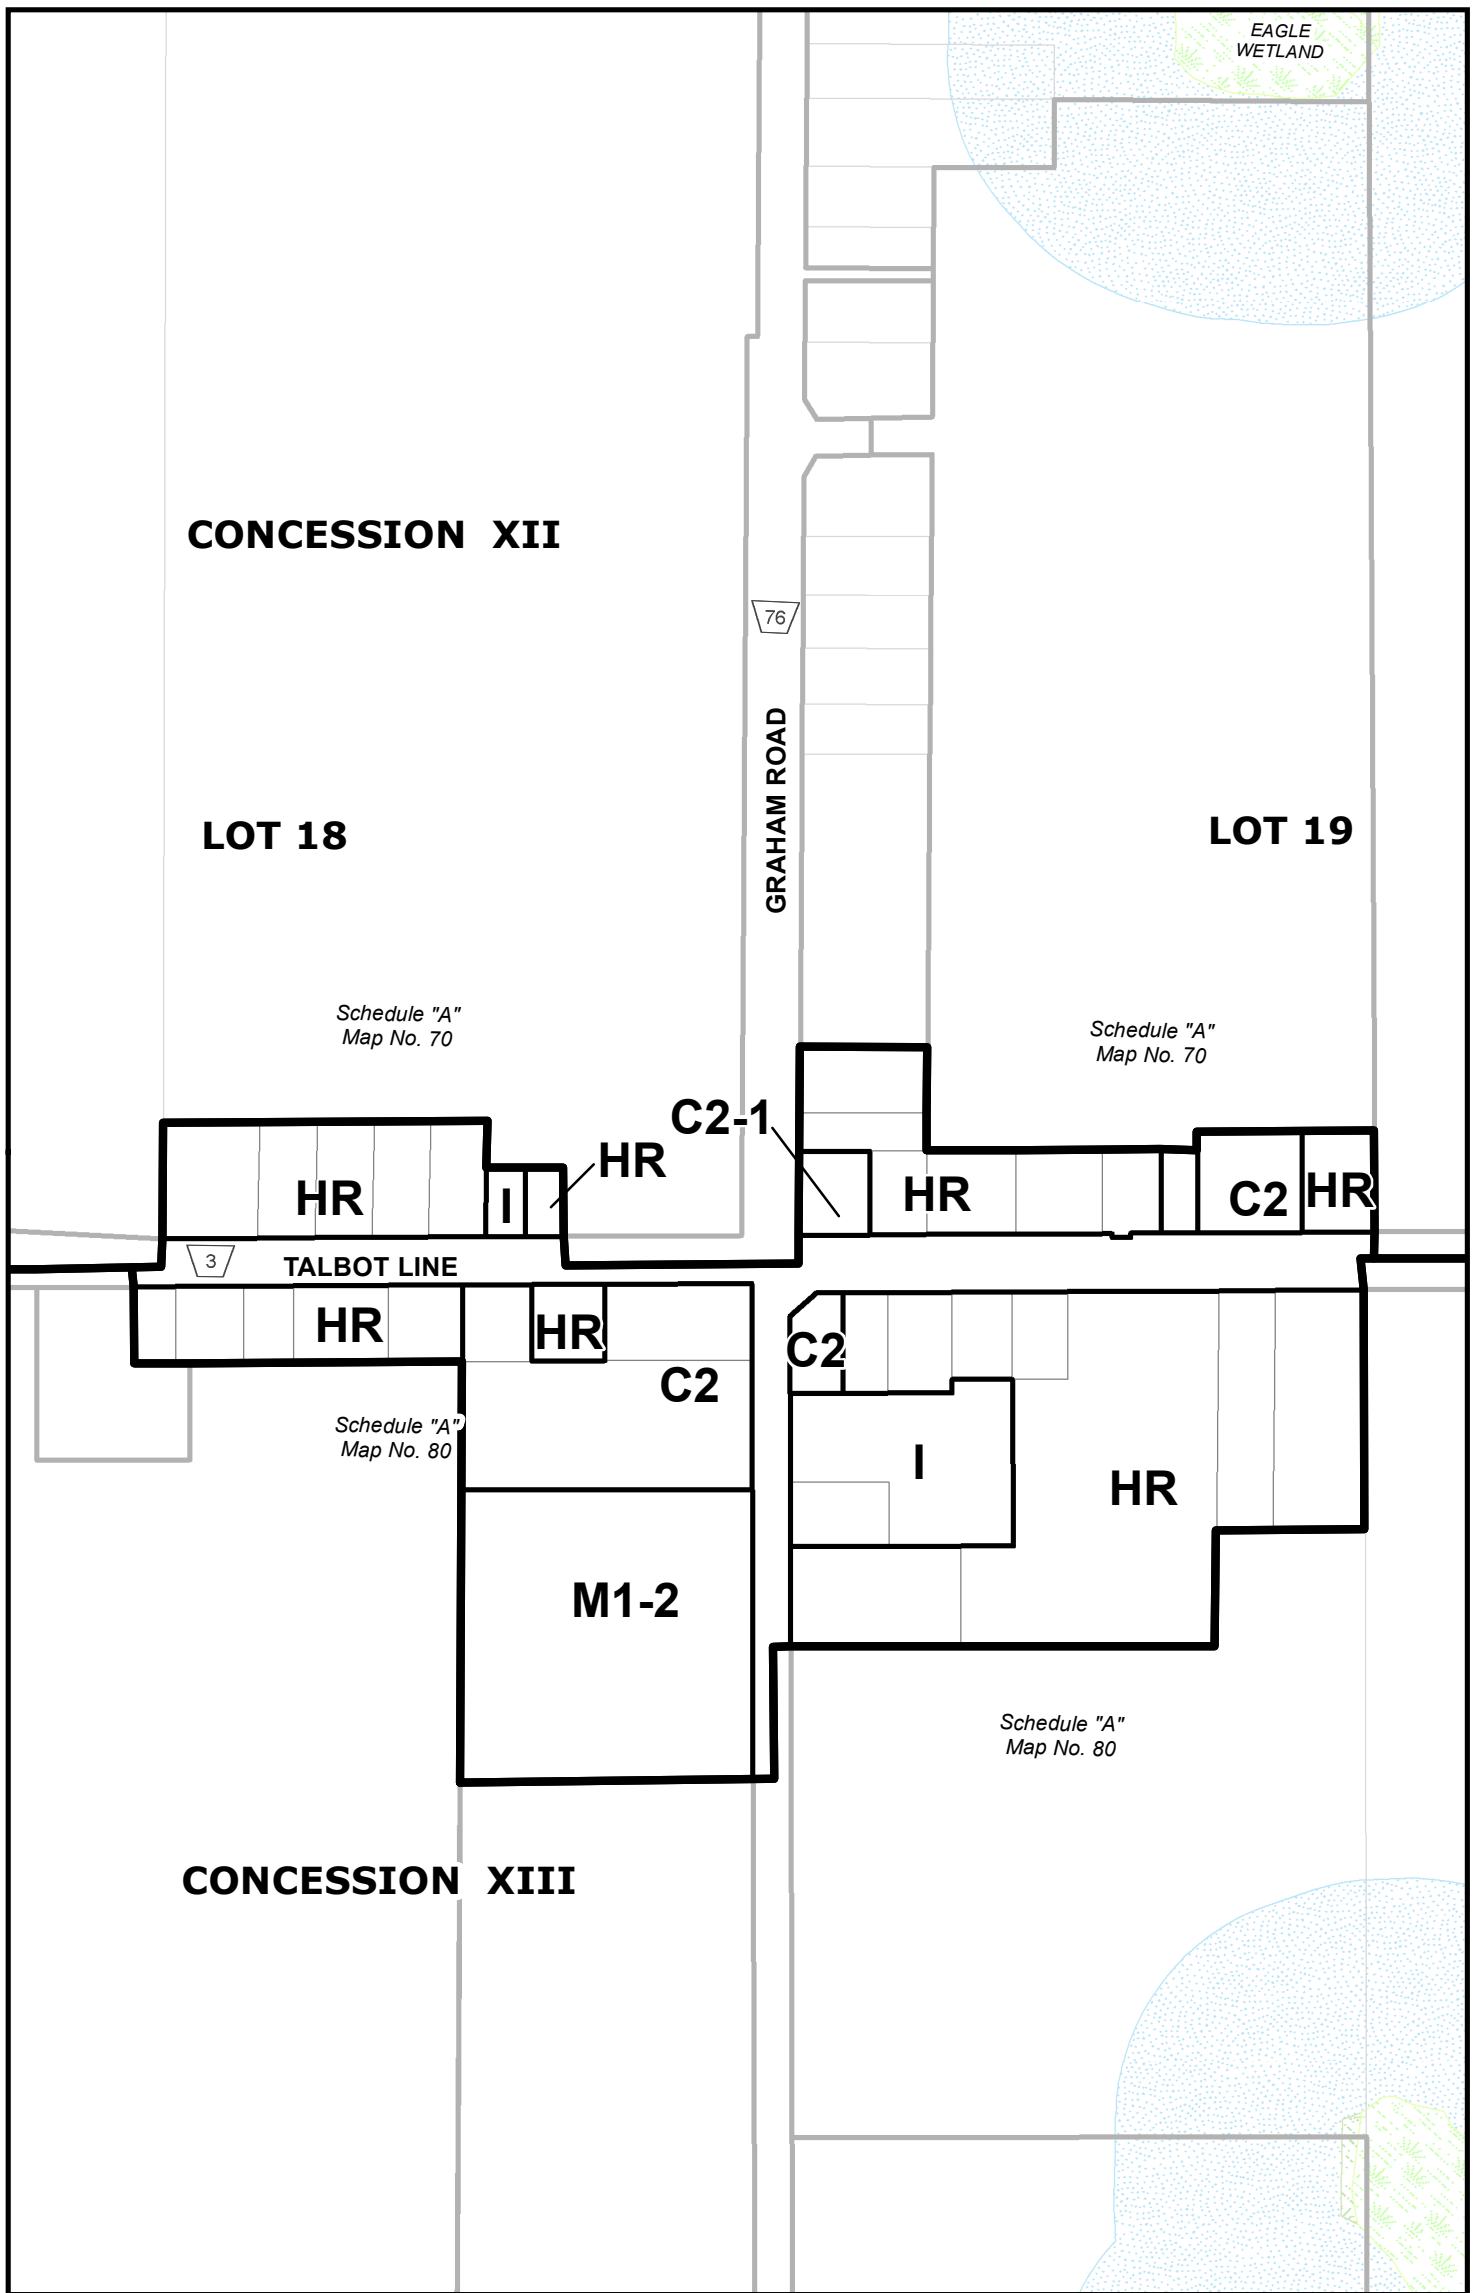 EAGLE
WETLAND
CONCESSION XII
76
GRAHAM ROAD
LOT 18
LOT 19
Schedule "A"
Map No. 70
Schedule "A"
Map No. 70
C2-1
HR
HR
I
HR
C2
HR
3
TALBOT LINE
HR
HR
C2
C2
Schedule "A"
Map No. 80
I
HR
M1-2
Schedule "A"
Map No. 80
CONCESSION XIII